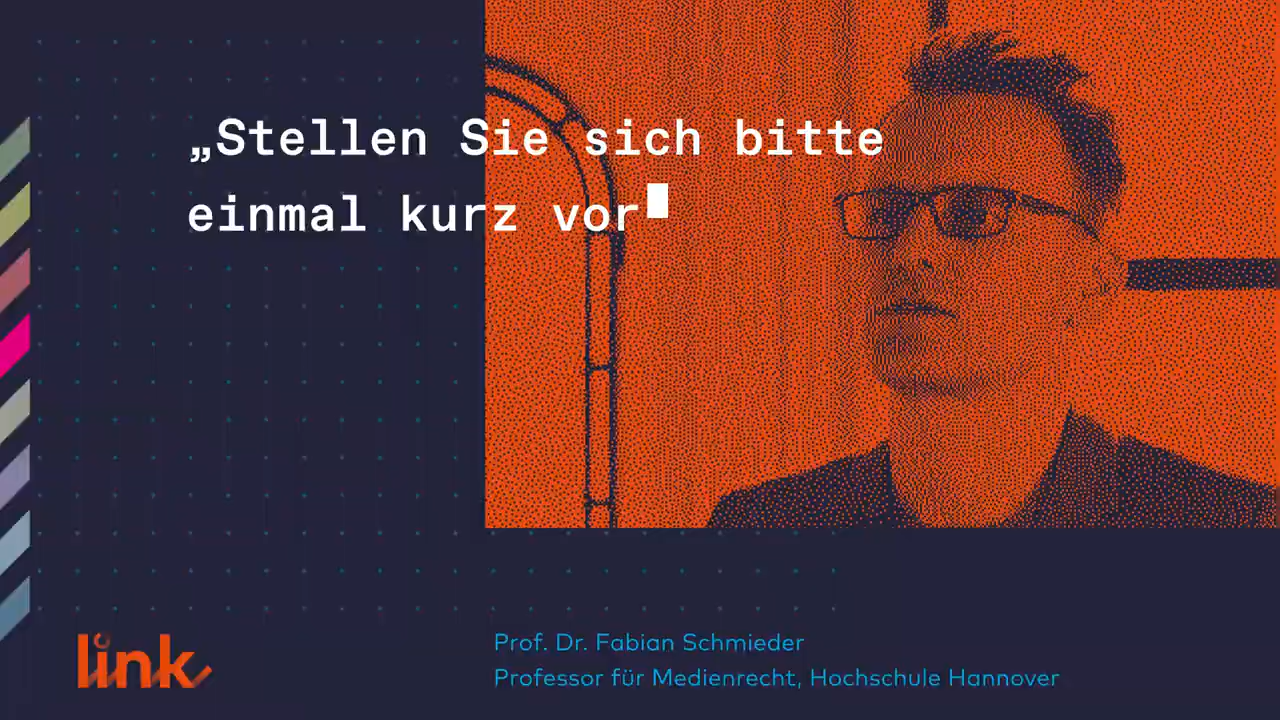 „Stellen Sie sich bitte
einmal kurz vor
link
Prof. Dr. Fabian Schmieder
Professor für Medienrecht, Hochschule Hannover